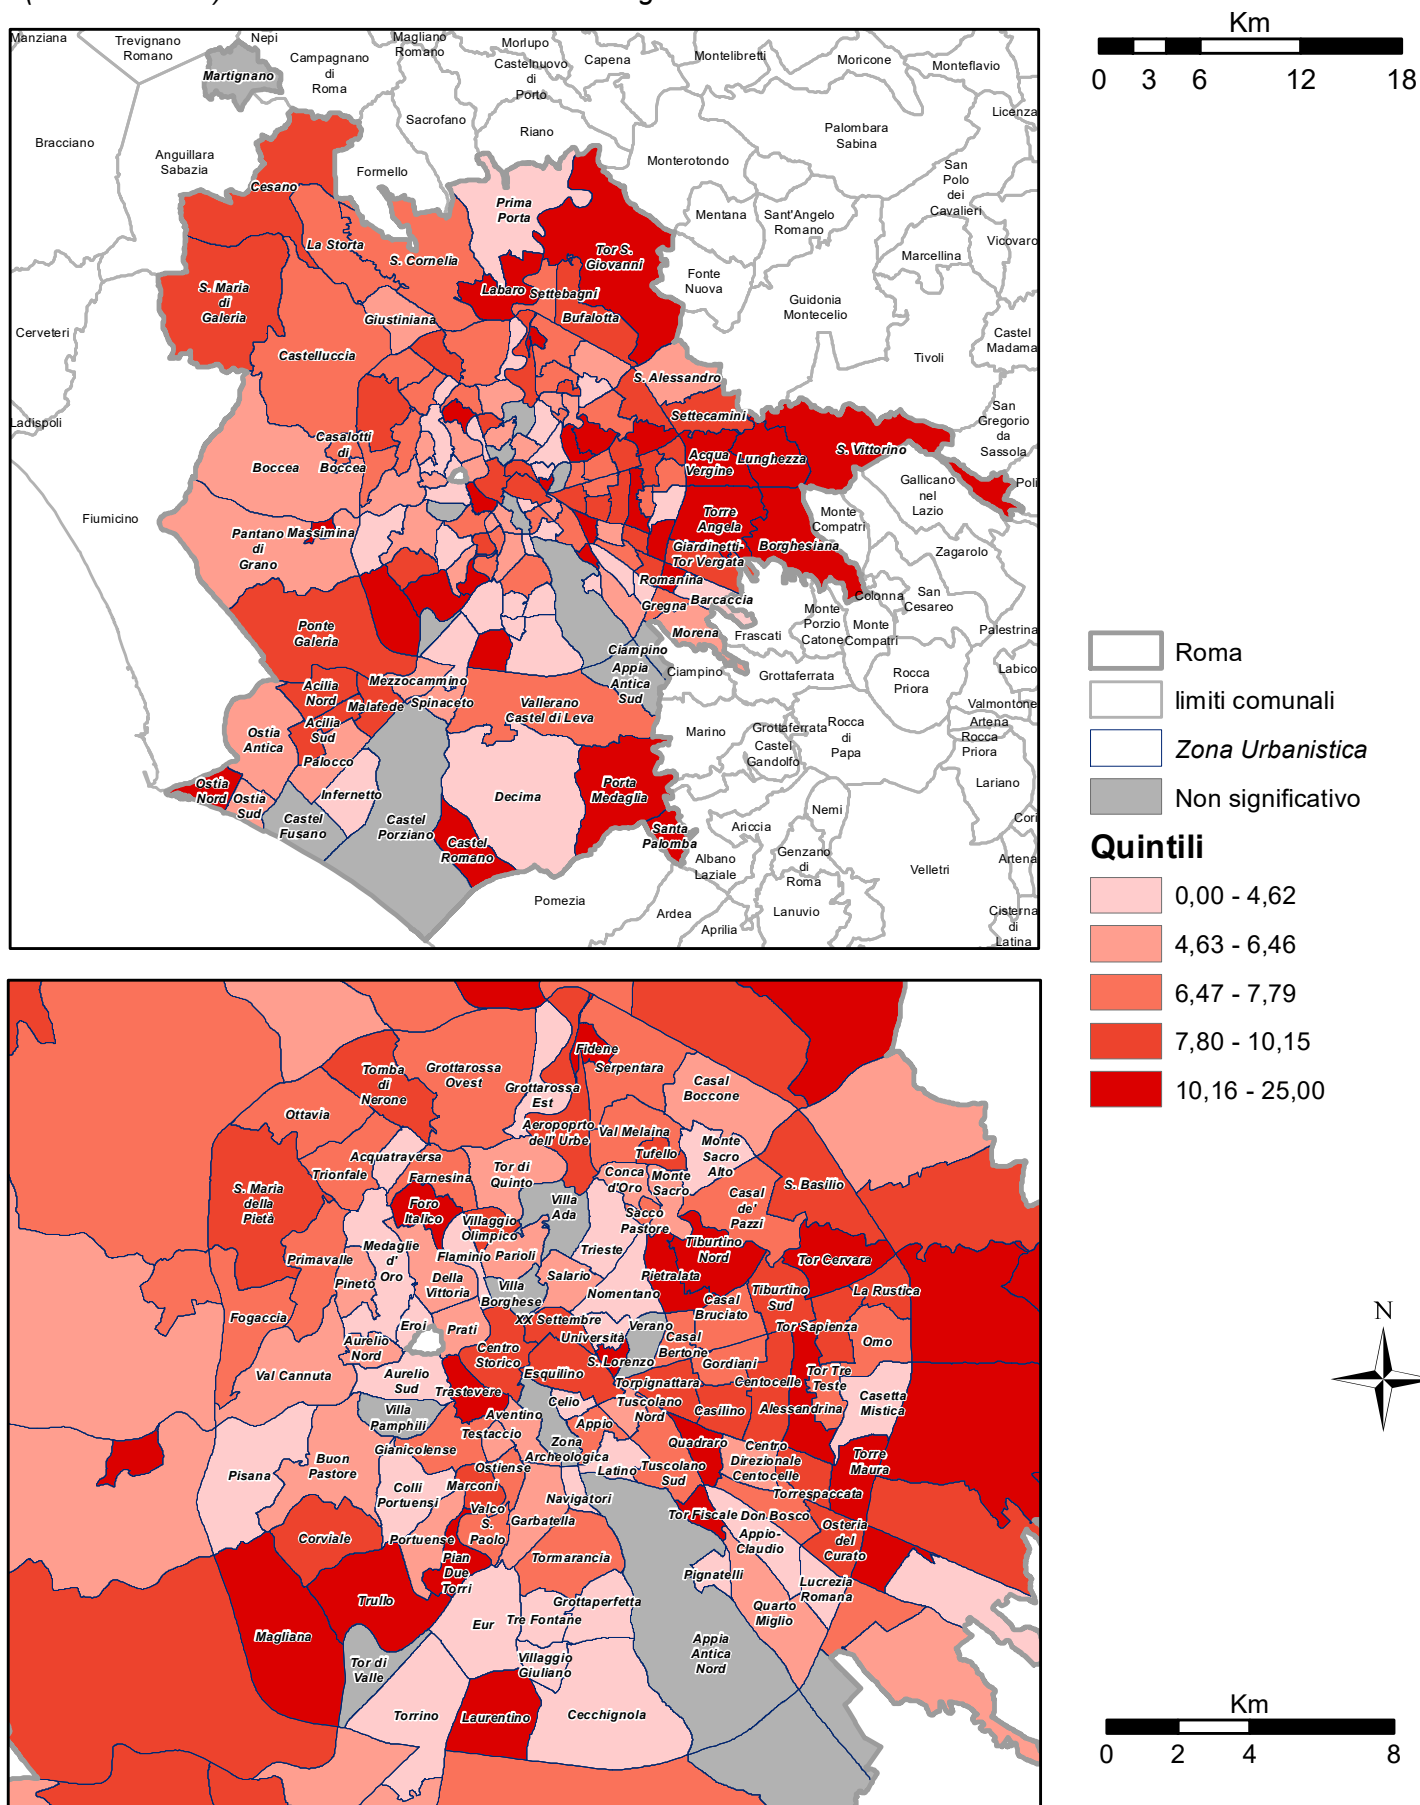 Km
0 3 6 12 18
Manziana
Trevignano
Romano
Nepi
Martignano
Campagnano
di
Roma
Magliano
Romano
Morlupo
Castelnuovo
di
Porto
Capena
Montelibretti
Moricone
Monteflavio
Licenza
Bracciano
Anguillara
Sabazia
Sacrofano
Formello
Riano
Monterotondo
Palombara
Sabina
San
Polo
dei
Cavalieri
Mentana
Sant'Angelo
Romano
Vicovaro
Marcellina
Fonte
Nuova
Guidonia
Montecelio
Castel
Madama
Tivoli
San
Gregorio
da
Sassola
Cerveteri
Ladispoli
Fiumicino
Cesano
La Storta
S. Cornelia
Prima
Porta
Tor S.
Giovanni
S. Maria
di
Galeria
Labaro
Settebagni
Bufalotta
Giustiniana
Castelluccia
S. Alessandro
Settecamini
Casalotti
di
Boccea
Boccea
Acqua
Vergine
Lunghezza
S. Vittorino
Gallicano
nel
Lazio
Poli
Pantano
di
Grano
Massimina
Torre
Angela
Monte
Compatri
Giardinetti-
Tor Vergata
Borghesiana
Zagarolo
Romanina
Colonna
San
Cesareo
Gregna
Barcaccia
Monte
Porzio
Catone
Monte
Compatri
Palestrina
Ponte
Galeria
Morena
Frascati
Ciampino
Ciampino
Grottaferrata
Rocca
Priora
Labico
Appia
Antica
Sud
Acilia
Nord
Mezzocammino
Malafede
Spinaceto
Vallerano
Castel di Leva
Valmontone
Artena
Rocca
Priora
Ostia
Antica
Acilia
Sud
Palocco
Marino
Grottaferrata
Castel
Gandolfo
Rocca
di
Papa
Lariano
Ostia
Nord
Ostia
Sud
Infernetto
Castel
Fusano
Castel
Porziano
Decima
Porta
Medaglia
Castel
Romano
Santa
Palomba
Nemi
Cori
Ariccia
Albano
Laziale
Genzano
di
Roma
Velletri
Artena
Pomezia
Ardea
Aprilia
Lanuvio
Cisterna
di
Latina
Roma
limiti comunali
Zona Urbanistica
Non significativo
Quintili
0,00 - 4,62
4,63 - 6,46
6,47 - 7,79
7,80 - 10,15
10,16 - 25,00
Tomba
di
Nerone
Grottarossa
Ovest
Grottarossa
Est
Fidene
Serpentara
Casal
Boccone
Ottavia
Aeropoprto
dell' Urbe
Val Melaina
Tufello
Monte
Sacro
Alto
Acquatraversa
Trionfale
Farnesina
Tor di
Quinto
Conca
d'Oro
Monte
Sacro
S. Basilio
S. Maria
della
Pietà
Foro
Italico
Villa
Ada
Casal
de'
Pazzi
Sacco
Pastore
Villaggio
Olimpico
Medaglie
d'
Oro
Flaminio
Parioli
Trieste
Tiburtino
Nord
Tor Cervara
Primavalle
Pineto
Della
Vittoria
Villa
Borghese
Salario
Nomentano
Pietralata
Casal
Bruciato
Tiburtino
Sud
La Rustica
Fogaccia
Eroi
Prati
XX Settembre
Università
Verano
Casal
Bertone
Tor Sapienza
Omo
Aurelio
Nord
Centro
Storico
S. Lorenzo
Gordiani
Val Cannuta
Aurelio
Sud
Trastevere
Esquilino
Torpignattara
Centocelle
Tor Tre
Teste
Casetta
Mistica
Villa
Pamphili
Aventino
Celio
Tuscolano
Nord
Casilino
Alessandrina
Gianicolense
Testaccio
Appio
Zona
Archeologica
Quadraro
Centro
Direzionale
Centocelle
Torre
Maura
Pisana
Buon
Pastore
Ostiense
Latino
Tuscolano
Sud
Colli
Portuensi
Marconi
Navigatori
Torrespaccata
Valco
S.
Paolo
Garbatella
Tor Fiscale
Don Bosco
Corviale
Portuense
Appio-
Claudio
Osteria
del
Curato
Pian
Due
Torri
Tormarancia
Pignatelli
Lucrezia
Romana
Trullo
Grottaperfetta
Quarto
Miglio
Magliana
Eur
Tre Fontane
Appia
Antica
Nord
Tor di
Valle
Villaggio
Giuliano
Torrino
Laurentino
Cecchignola
N
Km
0 2 4 8